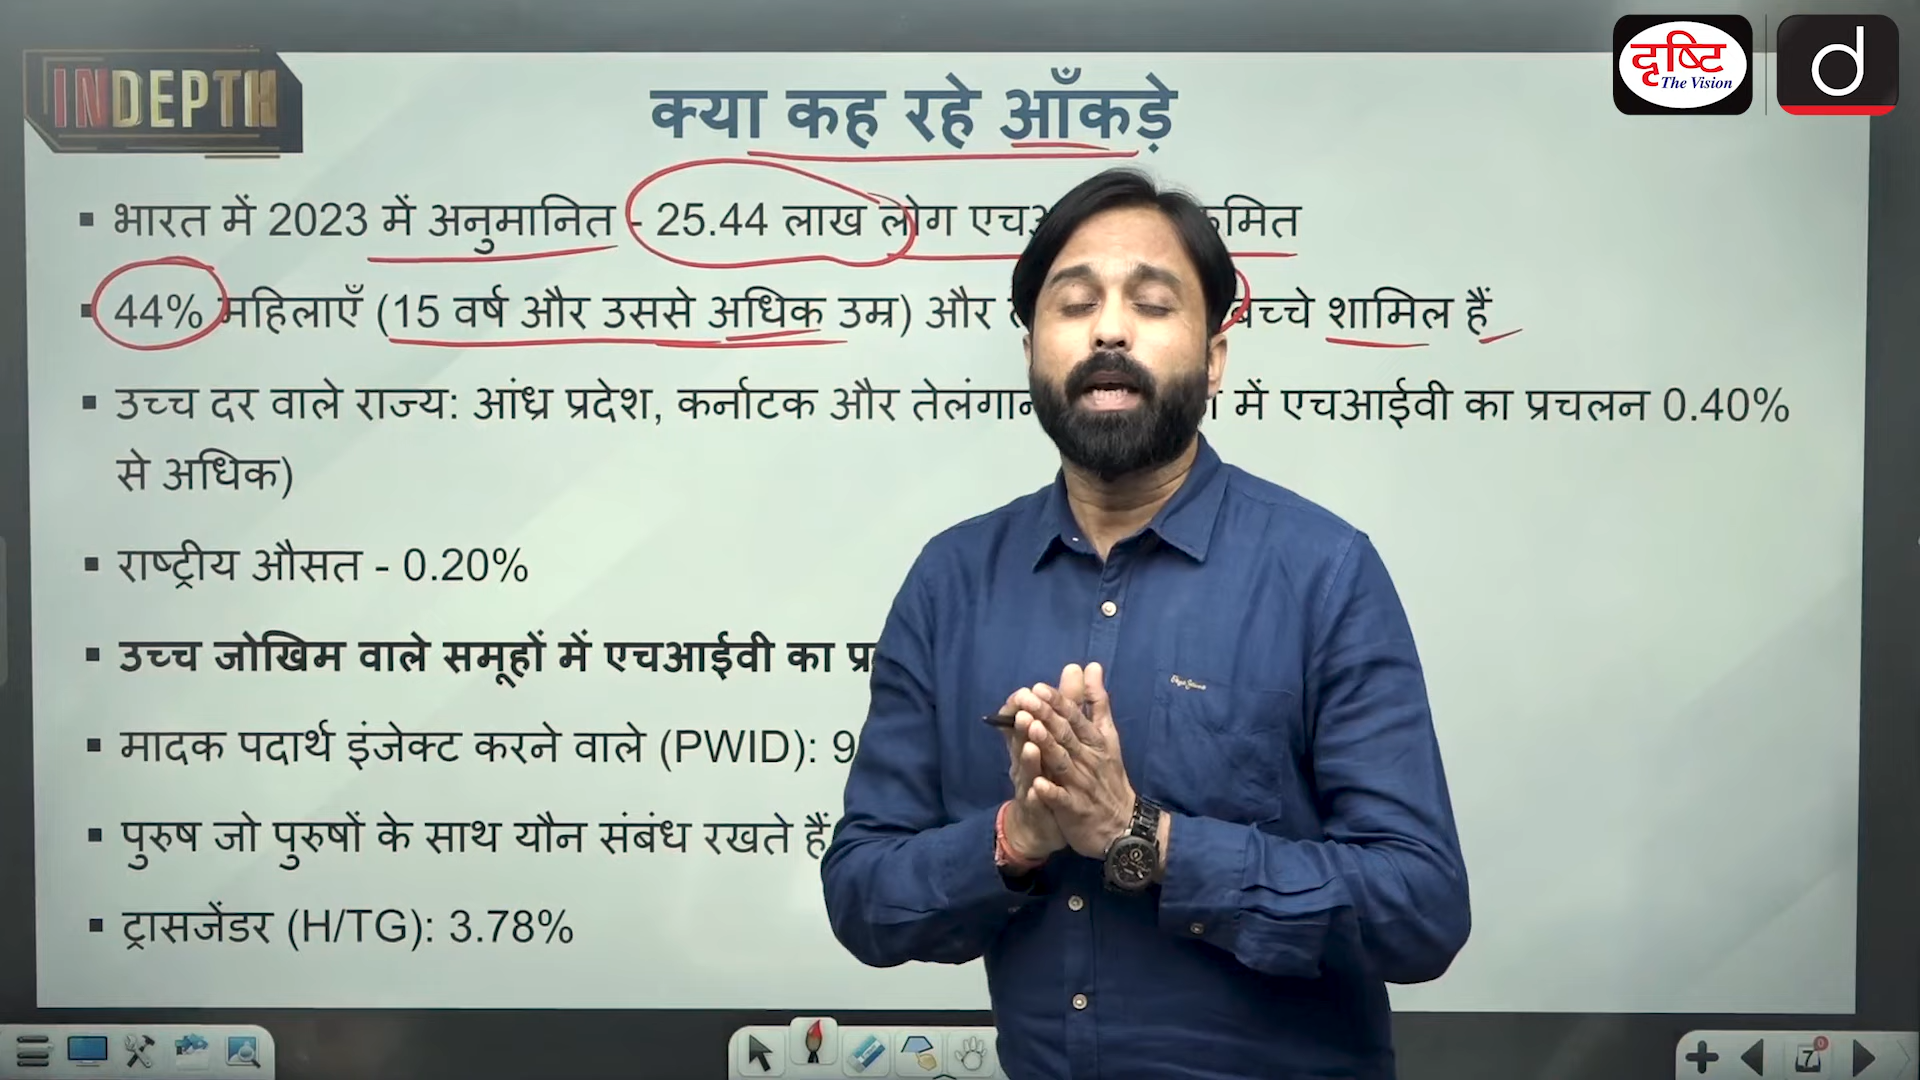 INDEPTH
दृष्टि
The Vision
d
क्या कह रहे आँकड़े
▪ भारत में 2023 में अनुमानित - 25.44 लाख लोग
▪ 44% महिलाएँ (15 वर्ष और उससे अधिक उम्र) और बच्चे शामिल हैं
▪ उच्च दर वाले राज्य: आंध्र प्रदेश, कर्नाटक और में एचआईवी का प्रचलन 0.40%
से अधिक)
▪ राष्ट्रीय औसत - 0.20%
▪ उच्च जोखिम वाले समूहों में एचआईवी का
▪ मादक पदार्थ इंजेक्ट करने वाले (PWID): 9
▪ पुरुष जो पुरुषों के साथ यौन संबंध रखते हैं
▪ ट्रासजेंडर (H/TG): 3.78%
7
0